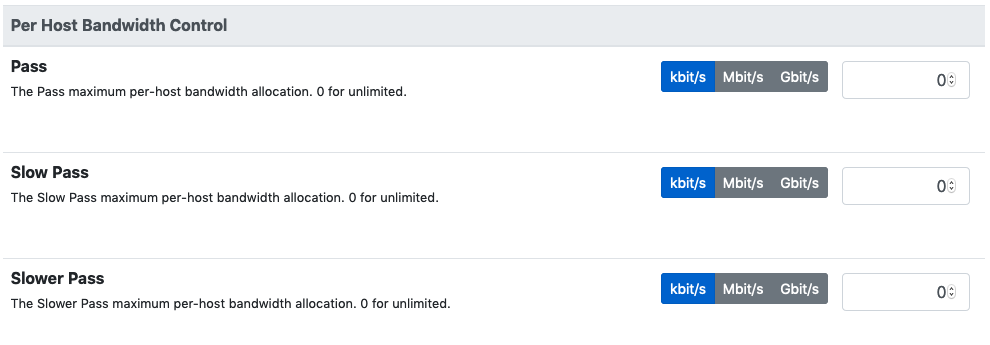 Per Host Bandwidth Control
Pass
kbit/s Mbit/s Gbit/s 0
The Pass maximum per-host bandwidth allocation. 0 for unlimited.
Slow Pass
kbit/s Mbit/s Gbit/s 0
The Slow Pass maximum per-host bandwidth allocation. 0 for unlimited.
Slower Pass
kbit/s Mbit/s Gbit/s 0
The Slower Pass maximum per-host bandwidth allocation. 0 for unlimited.